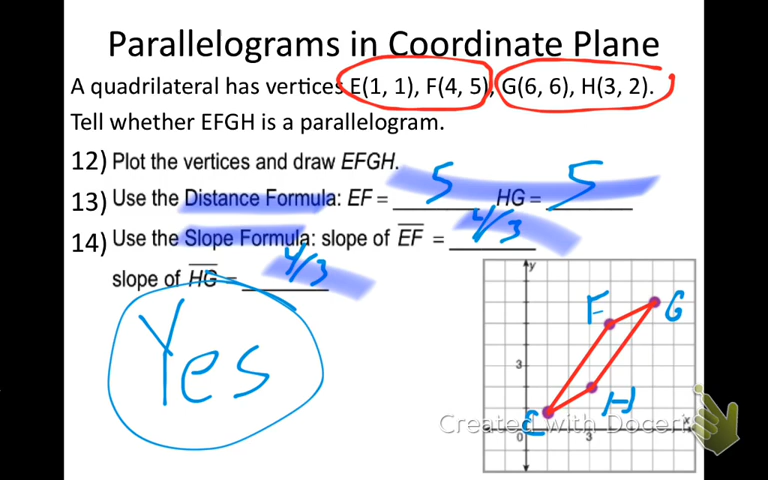 Parallelograms in Coordinate Plane
A quadrilateral has vertices E(1, 1), F(4, 5), G(6, 6), H(3, 2).
Tell whether EFGH is a parallelogram.
12) Plot the vertices and draw EFGH.
13) Use the Distance Formula: EF = 5 HG = 5
14) Use the Slope Formula: slope of EF = 4/3
slope of HG = 4/3
Yes
y
F
G
3
H
E
x
0
3
Created with Doceri